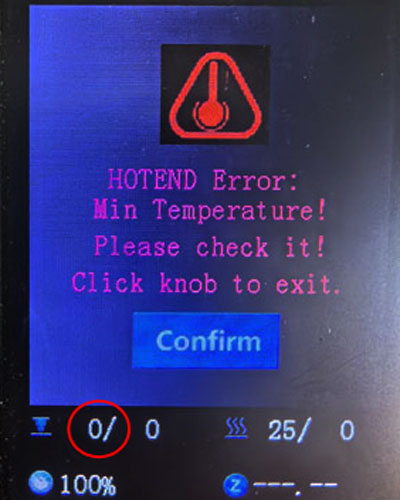 HOTEND Error:
Min Temperature!
Please check it!
Click knob to exit.
Confirm
0/ 0 25/ 0
100% Z ---.--